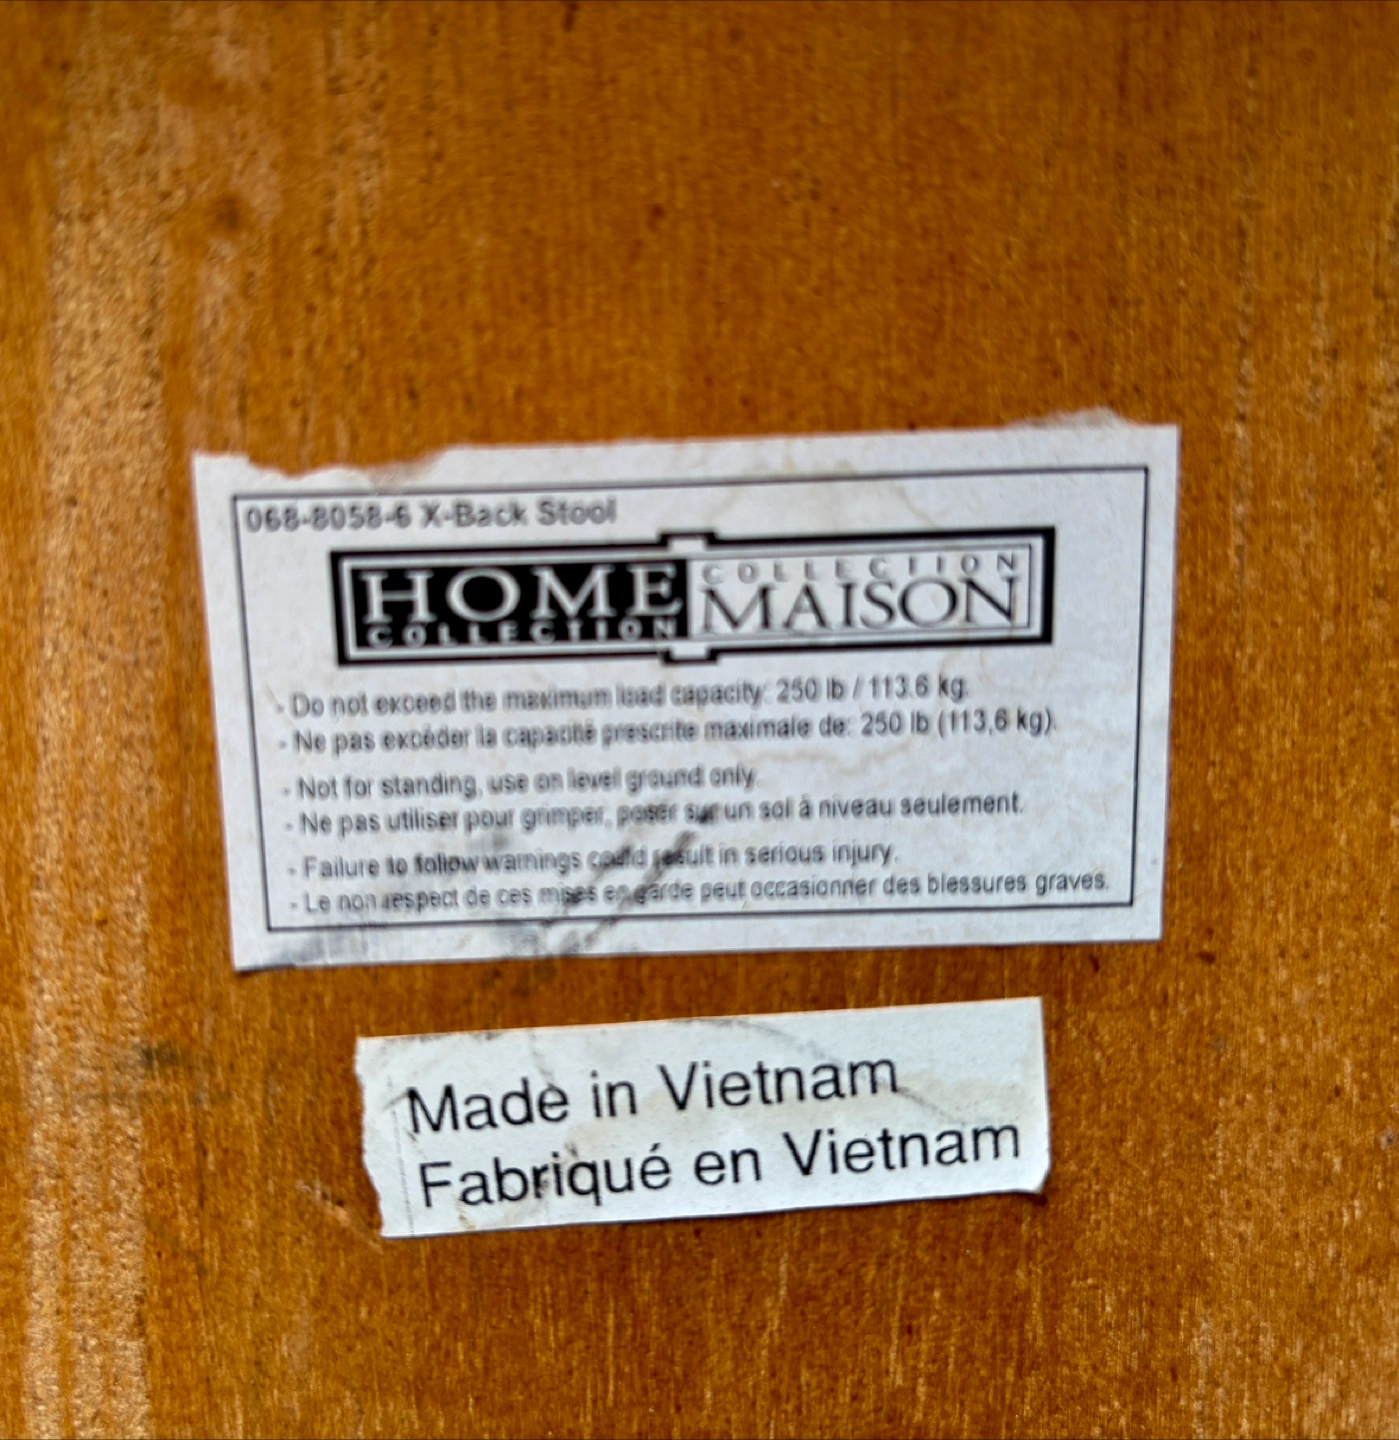 068-8058-6 X-Back Stool
HOME
COLLECTION
COLLECTION
MAISON
- Do not exceed the maximum load capacity: 250 lb / 113.6 kg.
- Ne pas excéder la capacité prescrite maximale de: 250 lb (113,6 kg).
- Not for standing, use on level ground only.
- Ne pas utiliser pour grimper, poser sur un sol à niveau seulement.
- Failure to follow warnings could result in serious injury.
- Le non respect de ces mises en garde peut occasionner des blessures graves.
Made in Vietnam
Fabriqué en Vietnam